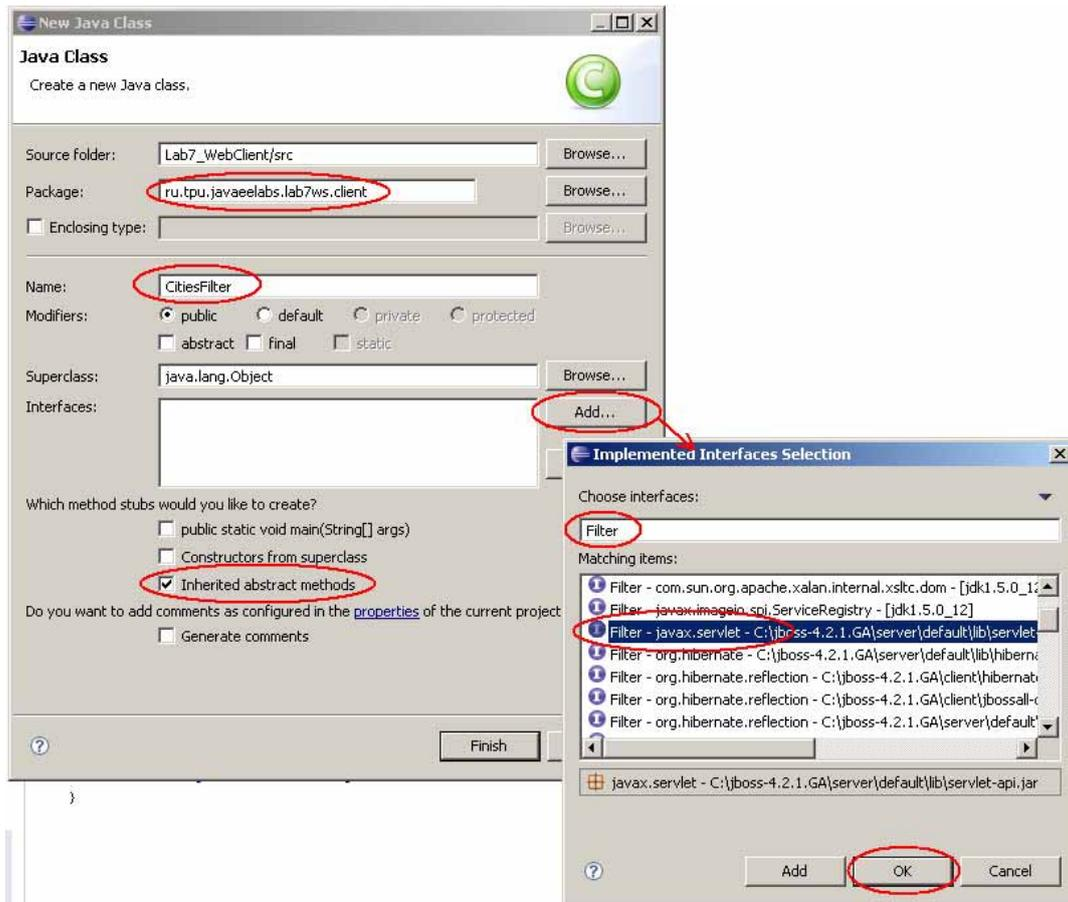 New Java Class
Java Class
Create a new Java class.
Source folder: Lab7_WebClient/src Browse...
Package: ru.tpu.javaeelabs.lab7ws.client Browse...
Enclosing type: Browse...
Name: CitiesFilter
Modifiers: public default private protected
abstract final static
Superclass: java.lang.Object Browse...
Interfaces: Add...
Which method stubs would you like to create?
public static void main(String[] args)
Constructors from superclass
Inherited abstract methods
Do you want to add comments as configured in the properties of the current project
Generate comments
Finish
}
Implemented Interfaces Selection
Choose interfaces:
Filter
Matching items:
Filter - com.sun.org.apache.xalan.internal.xsltc.dom - [jdk1.5.0_12
Filter - javax.imageio.spi.ServiceRegistry - [jdk1.5.0_12]
Filter - javax.servlet - C:\jboss-4.2.1.GA\server\default\lib\servlet-
Filter - org.hibernate - C:\jboss-4.2.1.GA\server\default\lib\hiberna
Filter - org.hibernate.reflection - C:\jboss-4.2.1.GA\client\hibernate
Filter - org.hibernate.reflection - C:\jboss-4.2.1.GA\client\jbossall-c
Filter - org.hibernate.reflection - C:\jboss-4.2.1.GA\server\default\
javax.servlet - C:\jboss-4.2.1.GA\server\default\lib\servlet-api.jar
Add OK Cancel